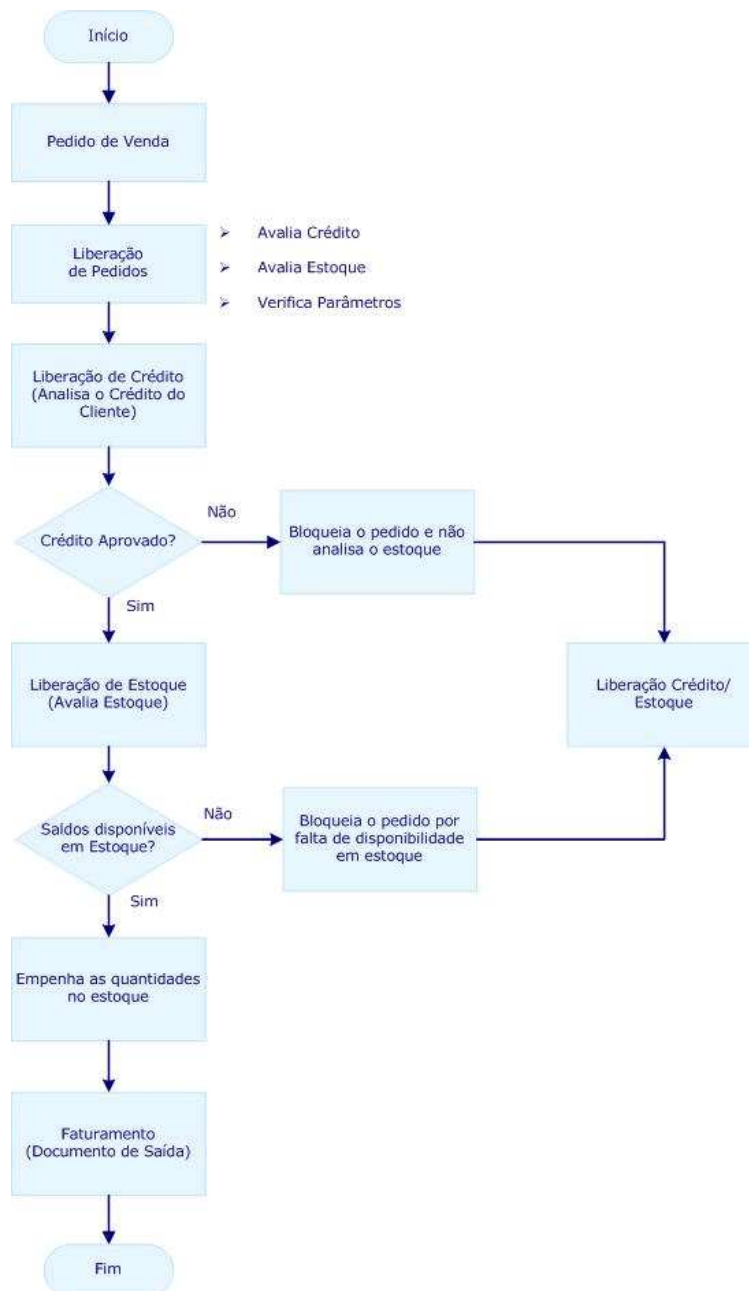 Início
Pedido de Venda
Liberação
de Pedidos
➢ Avalia Crédito
➢ Avalia Estoque
➢ Verifica Parâmetros
Liberação de Crédito
(Analisa o Crédito do
Cliente)
Crédito Aprovado?
Não
Bloqueia o pedido e não
analisa o estoque
Sim
Liberação de Estoque
(Avalia Estoque)
Liberação Crédito/
Estoque
Saldos disponíveis
em Estoque?
Não
Bloqueia o pedido por
falta de disponibilidade
em estoque
Sim
Empenha as quantidades
no estoque
Faturamento
(Documento de Saída)
Fim